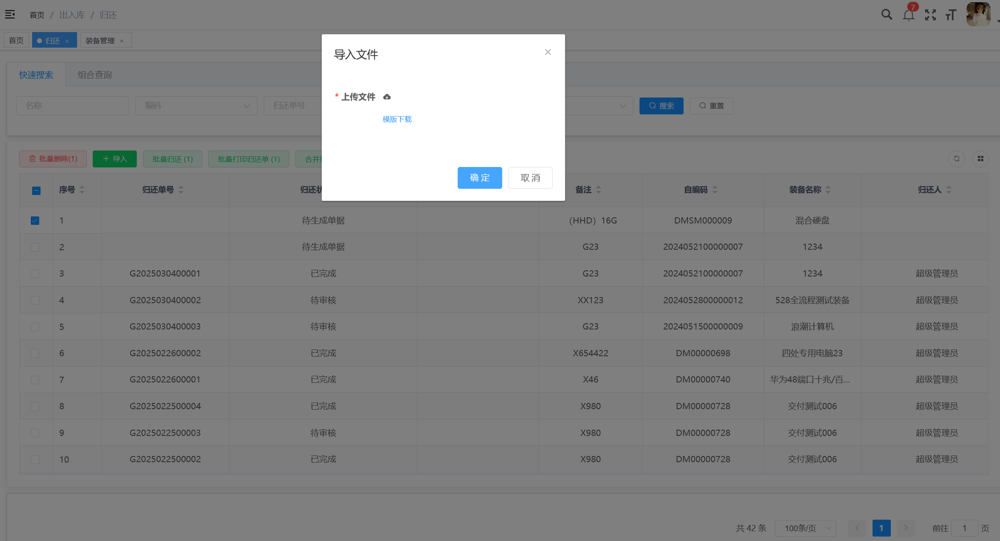 首页 / 出入库 / 归还
7
首页 归还 × 装备管理 ×
导入文件
快速搜索 组合查询
* 上传文件
名称 编码 归还单号 搜索 重置
模版下载
批量删除(1) 导入 批量归还 (1) 批量打印归还单 (1) 合并
确 定 取 消
序号 归还单号 归还状 备注 自编码 装备名称 归还人
1 待生成单据 （HHD）16G DMSM000009 混合硬盘
2 待生成单据 G23 2024052100000007 1234
3 G2025030400001 已完成 G23 2024052100000007 1234 超级管理员
4 G2025030400002 待审核 XX123 2024052800000012 528全流程测试装备 超级管理员
5 G2025030400003 待审核 G23 2024051500000009 浪潮计算机 超级管理员
6 G2025022600002 已完成 X654422 DM00000698 四处专用电脑23 超级管理员
7 G2025022600001 已完成 X46 DM00000740 华为48端口十兆/百... 超级管理员
8 G2025022500004 已完成 X980 DM00000728 交付测试006 超级管理员
9 G2025022500003 待审核 X980 DM00000728 交付测试006 超级管理员
10 G2025022500002 已完成 X980 DM00000728 交付测试006 超级管理员
共 42 条 100条/页 1 前往 1 页